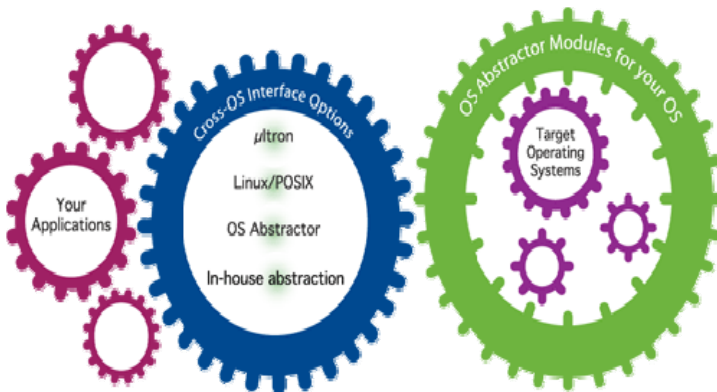 Your
Applications
Cross-OS Interface Options
µltron
Linux/POSIX
OS Abstractor
In-house abstraction
OS Abstractor Modules for your OS
Target
Operating
Systems